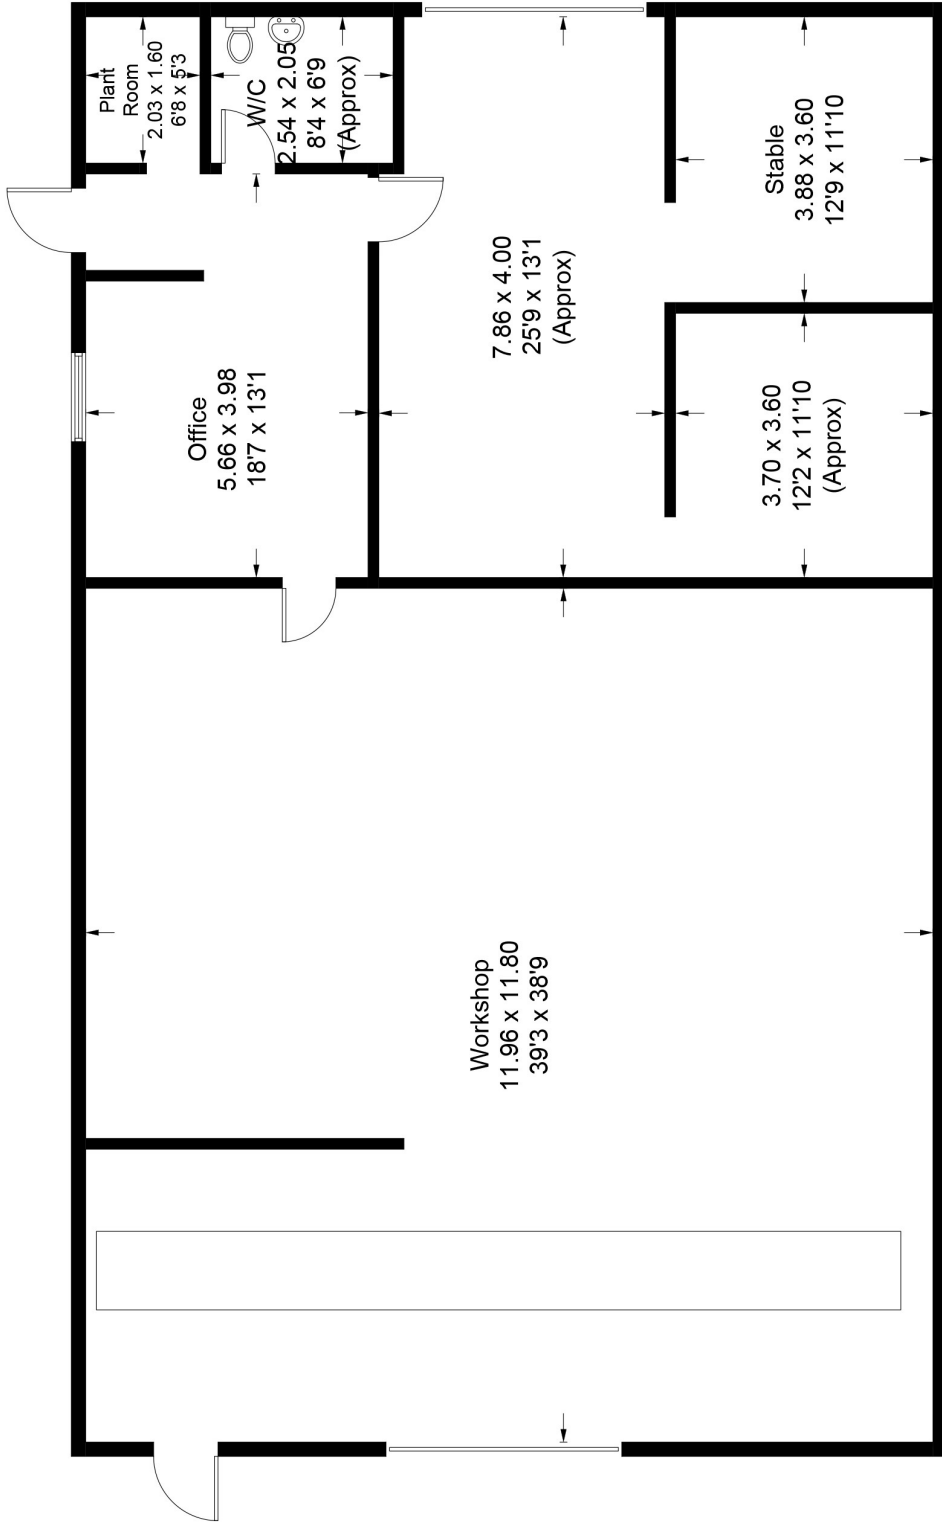 Plant
Room
2.03 x 1.60
6'8 x 5'3
W/C
2.54 x 2.05
8'4 x 6'9
(Approx)
Stable
3.88 x 3.60
12'9 x 11'10
7.86 x 4.00
25'9 x 13'1
(Approx)
Office
5.66 x 3.98
18'7 x 13'1
3.70 x 3.60
12'2 x 11'10
(Approx)
Workshop
11.96 x 11.80
39'3 x 38'9